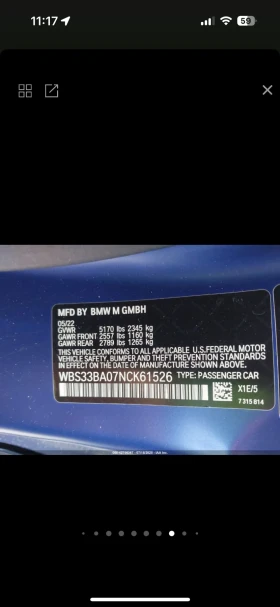 11:17
59
MFD BY BMW M GMBH
05/22
GVWR 5170 lbs 2345 kg
GAWR FRONT 2557 lbs 1160 kg
GAWR REAR 2789 lbs 1265 kg
THIS VEHICLE CONFORMS TO ALL APPLICABLE U.S.FEDERAL MOTOR
VEHICLE SAFETY, BUMPER AND THEFT PREVENTION STANDARDS
IN EFFECT ON THE DATE OF MANUFACTURE SHOWN ABOVE.
WBS33BA07NCK61526 TYPE: PASSENGER CAR
X1E/5
7 315 814